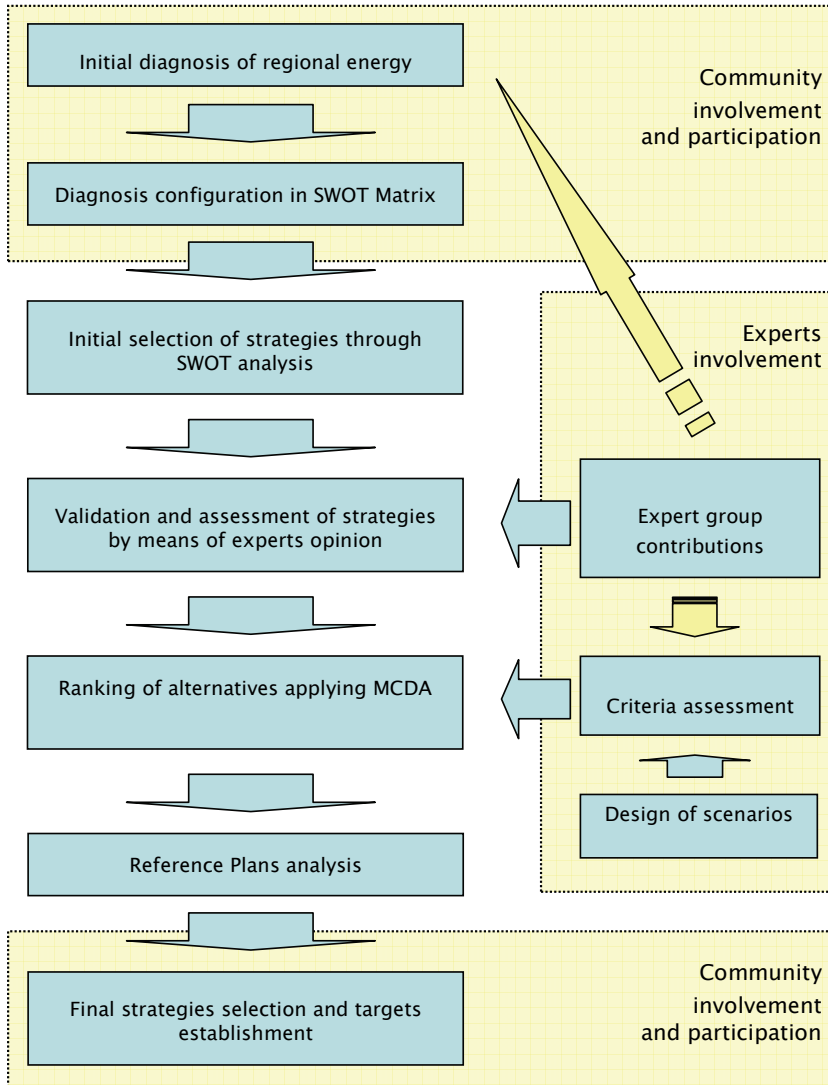 Initial diagnosis of regional energy
Community
involvement
and participation
Diagnosis configuration in SWOT Matrix
Initial selection of strategies through
SWOT analysis
Experts
involvement
Validation and assessment of strategies
by means of experts opinion
Expert group
contributions
Ranking of alternatives applying MCDA
Criteria assessment
Design of scenarios
Reference Plans analysis
Final strategies selection and targets
establishment
Community
involvement
and participation